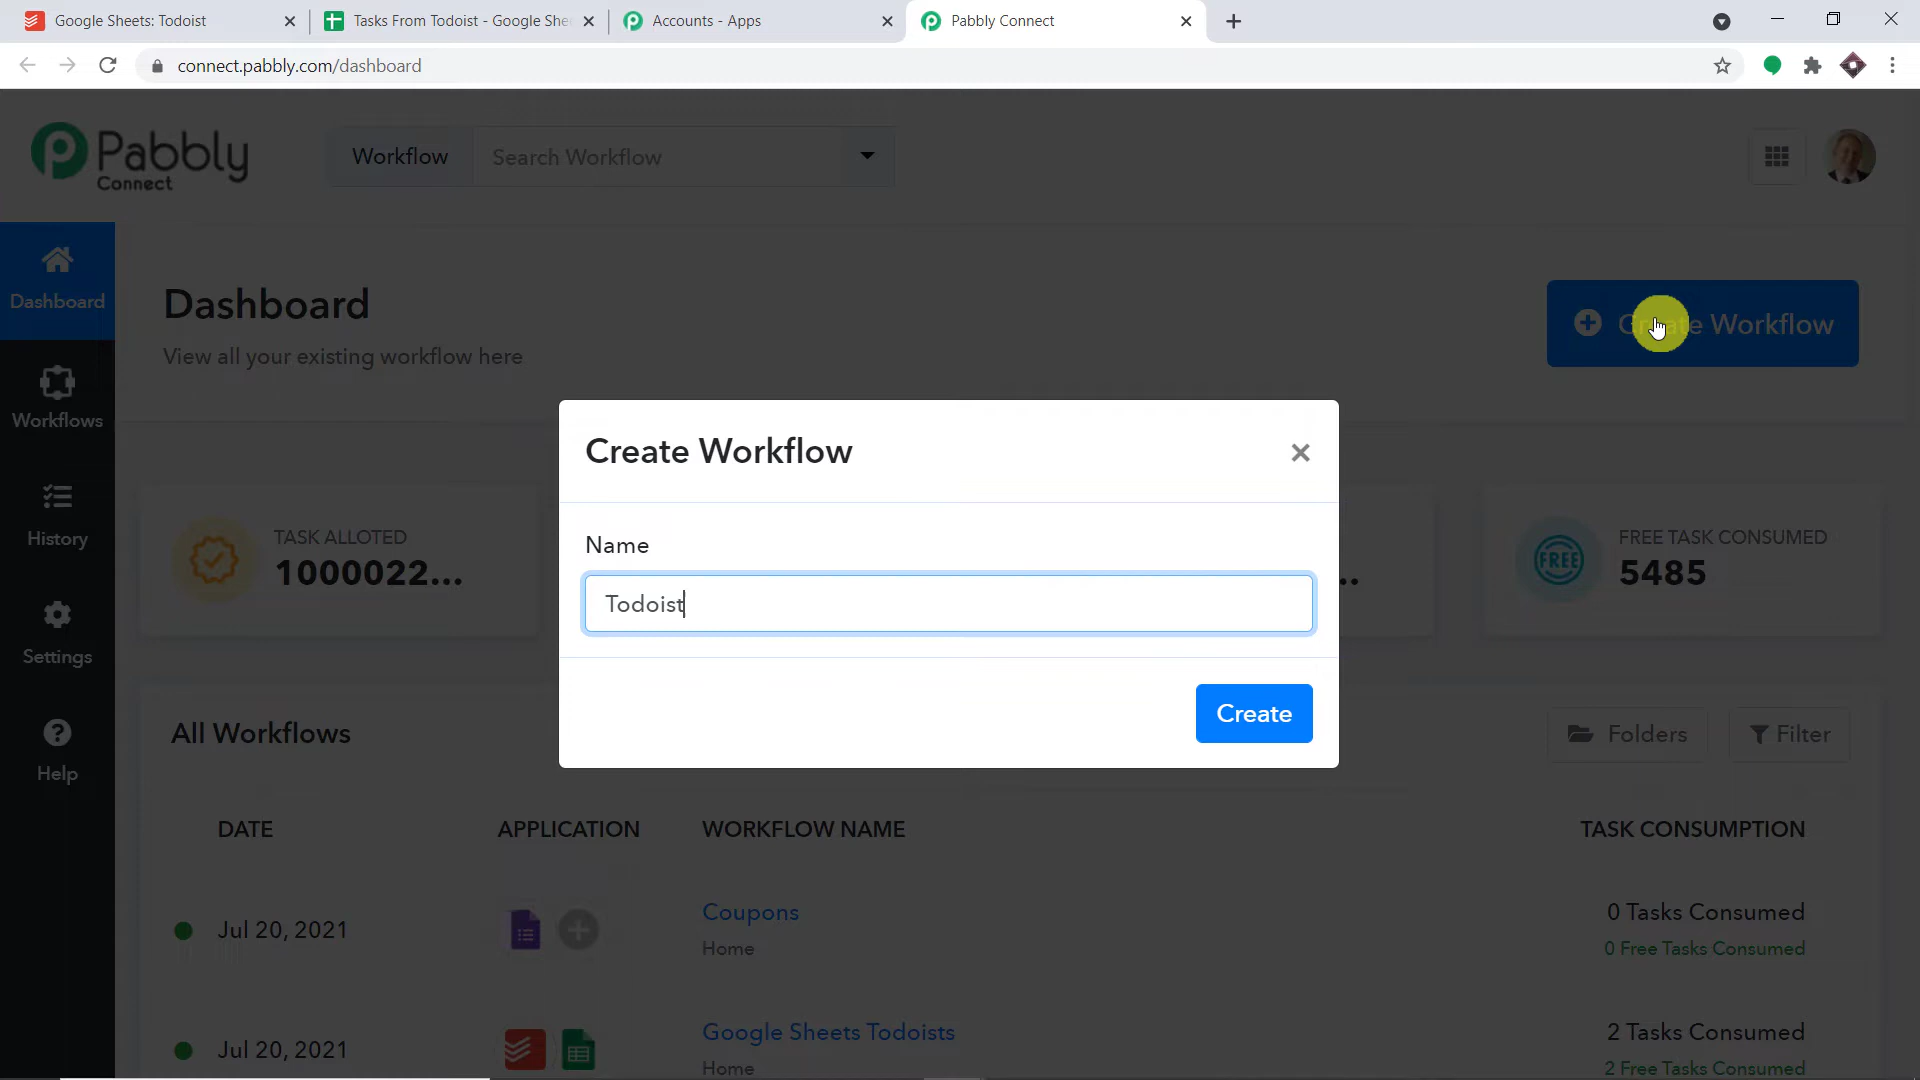 Google Sheets: Todoist
Tasks From Todoist - Google She
Accounts - Apps
Pabbly Connect
connect.pabbly.com/dashboard
Pabbly
Connect
Workflow
Search Workflow
Dashboard
Workflows
History
Settings
Help
Dashboard
View all your existing workflow here
Create Workflow
Create Workflow
Name
Todoist
Create
TASK ALLOTED
1000022...
..
FREE
FREE TASK CONSUMED
5485
All Workflows
Folders
Filter
DATE
APPLICATION
WORKFLOW NAME
TASK CONSUMPTION
Jul 20, 2021
Coupons
Home
0 Tasks Consumed
0 Free Tasks Consumed
Jul 20, 2021
Google Sheets Todoists
Home
2 Tasks Consumed
2 Free Tasks Consumed